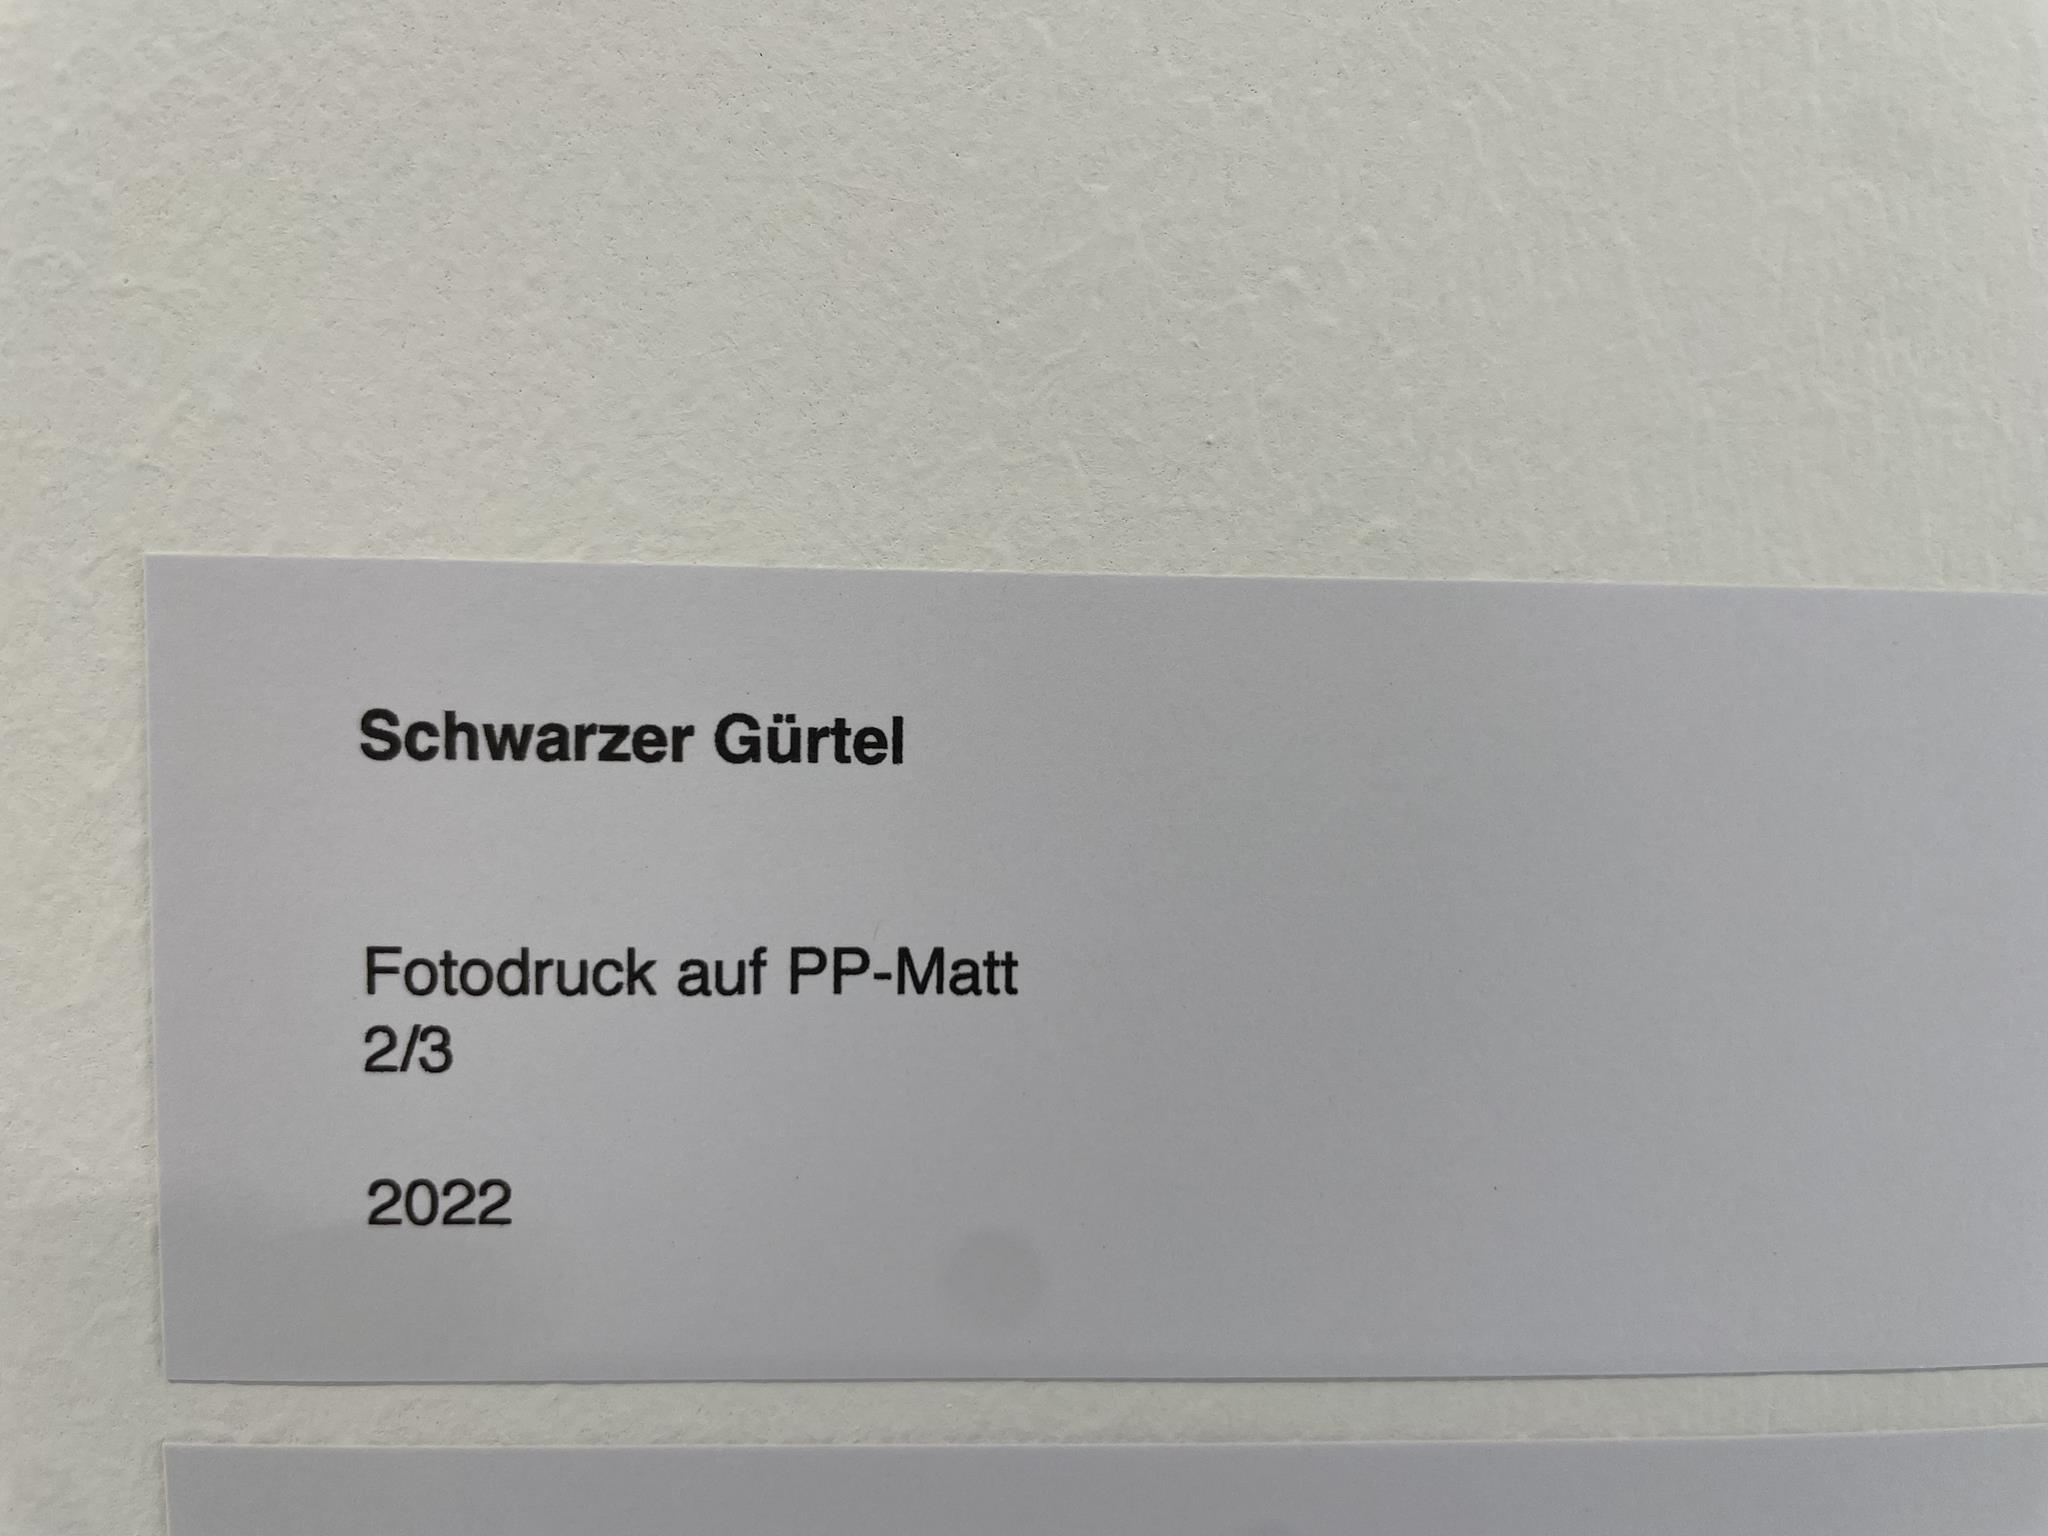 Schwarzer Gürtel
Fotodruck auf PP-Matt
2/3
2022